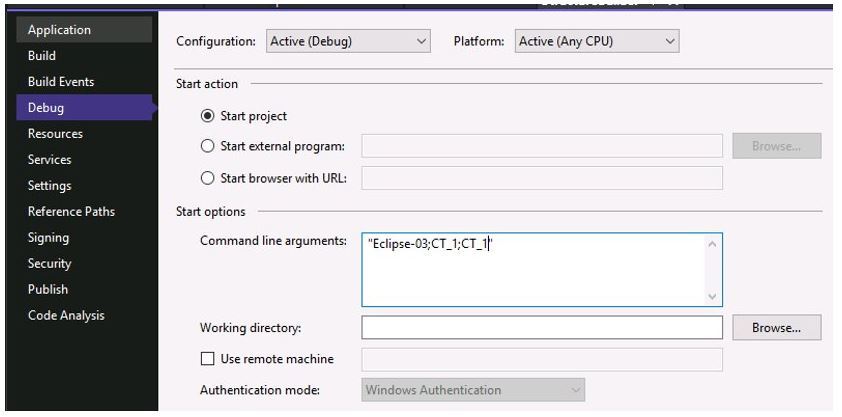 Application
Build
Build Events
Debug
Resources
Services
Settings
Reference Paths
Signing
Security
Publish
Code Analysis
Configuration: Active (Debug) Platform: Active (Any CPU)
Start action
Start project
Start external program: Browse...
Start browser with URL:
Start options
Command line arguments: "Eclipse-03;CT_1;CT_1"
Working directory: Browse...
Use remote machine
Authentication mode: Windows Authentication